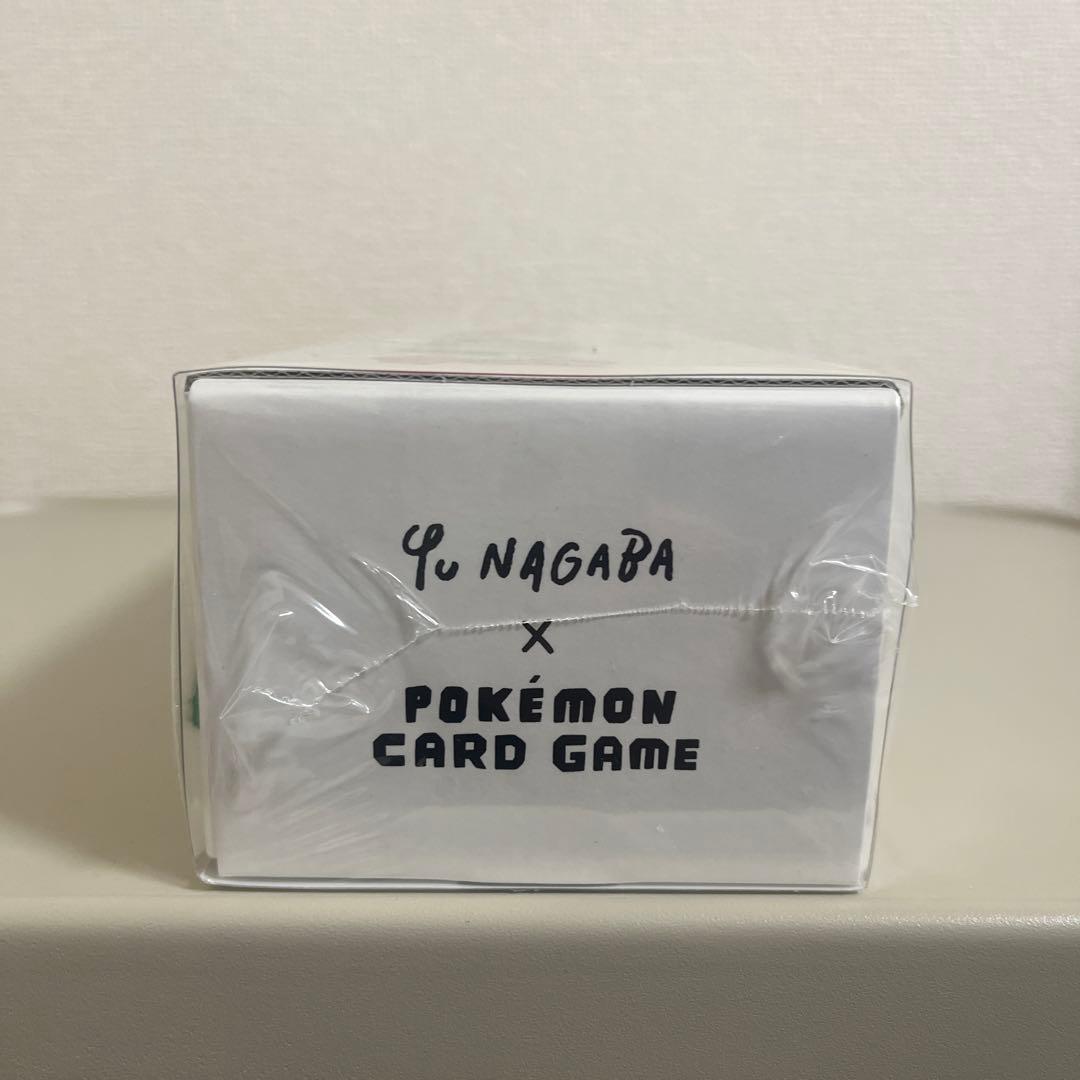 Yu NAGABA
×
POKÉMON
CARD GAME